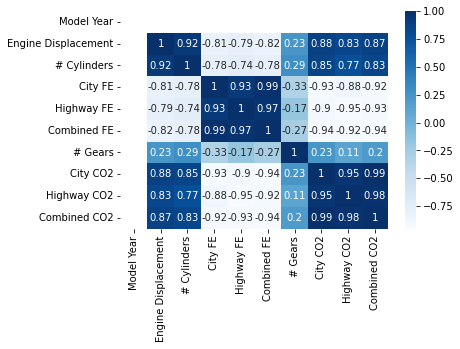 Model Year
Engine Displacement 1 0.92 -0.81 -0.79 -0.82 0.23 0.88 0.83 0.87
# Cylinders 0.92 1 -0.78 -0.74 -0.78 0.29 0.85 0.77 0.83
City FE -0.81 -0.78 1 0.93 0.99 -0.33 -0.93 -0.88 -0.92
Highway FE -0.79 -0.74 0.93 1 0.97 -0.17 -0.9 -0.95 -0.93
Combined FE -0.82 -0.78 0.99 0.97 1 -0.27 -0.94 -0.92 -0.94
# Gears 0.23 0.29 -0.33 -0.17 -0.27 1 0.23 0.11 0.2
City CO2 0.88 0.85 -0.93 -0.9 -0.94 0.23 1 0.95 0.99
Highway CO2 0.83 0.77 -0.88 -0.95 -0.92 0.11 0.95 1 0.98
Combined CO2 0.87 0.83 -0.92 -0.93 -0.94 0.2 0.99 0.98 1
Model Year
Engine Displacement
# Cylinders
City FE
Highway FE
Combined FE
# Gears
City CO2
Highway CO2
Combined CO2
1.00
0.75
0.50
0.25
0.00
-0.25
-0.50
-0.75